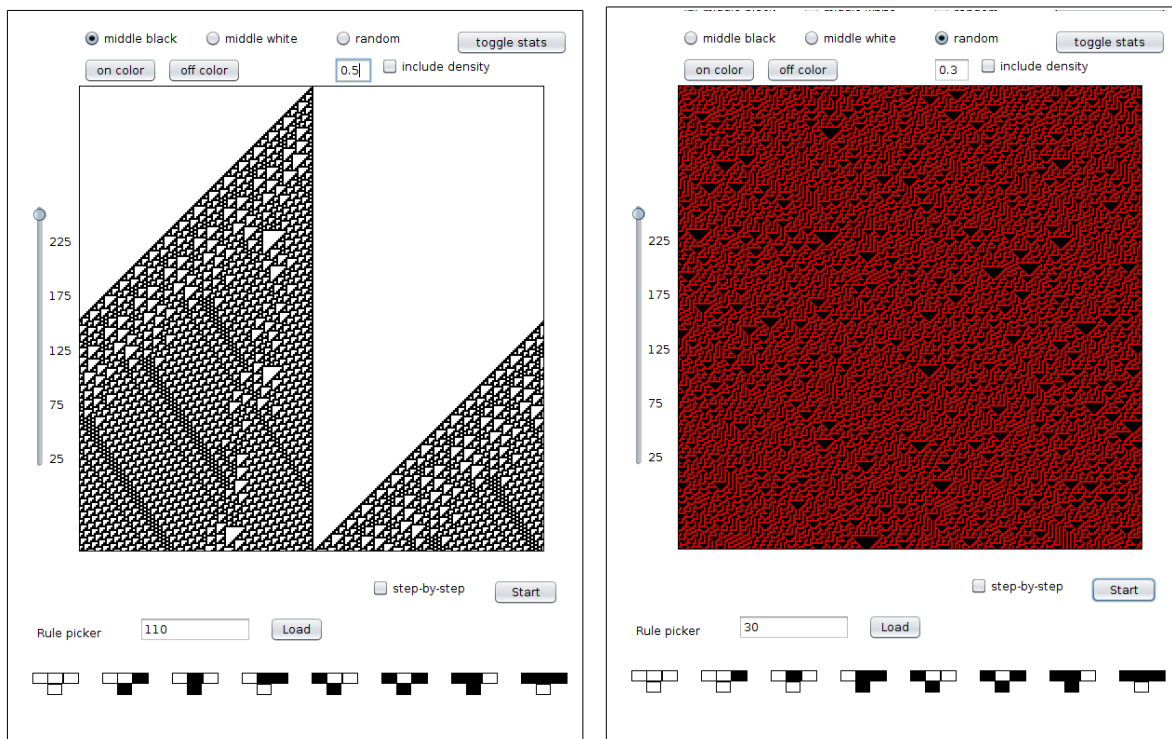 middle black middle white random toggle stats
on color off color 0.5 include density
225
175
125
75
25
step-by-step Start
Rule picker 110 Load
middle black middle white random toggle stats
on color off color 0.3 include density
225
175
125
75
25
step-by-step Start
Rule picker 30 Load